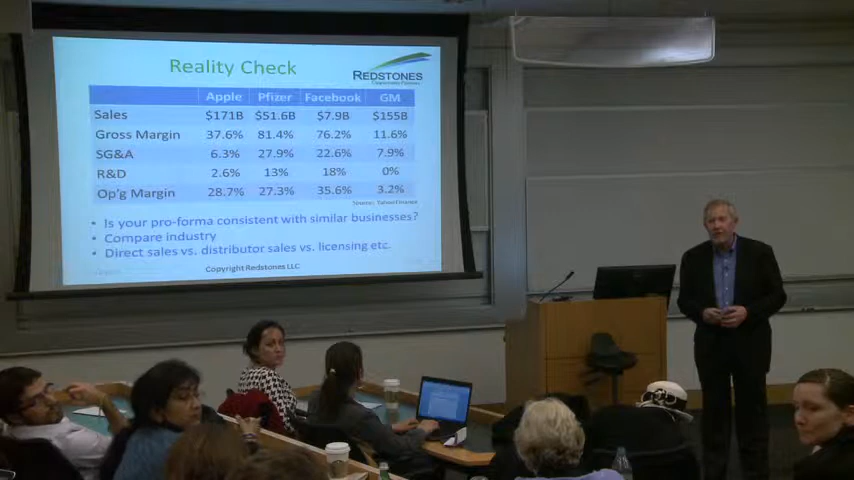 Reality Check
REDSTONES
Apple Pfizer Facebook GM
Sales $171B $51.6B $7.9B $155B
Gross Margin 37.6% 81.4% 76.2% 11.6%
SG&A 6.3% 27.9% 22.6% 7.9%
R&D 2.6% 13% 18% 0%
Op'g Margin 28.7% 27.3% 35.6% 3.2%
Source: Yahoo!Finance
• Is your pro-forma consistent with similar businesses?
• Compare industry
• Direct sales vs. distributor sales vs. licensing etc.
Copyright Redstones LLC